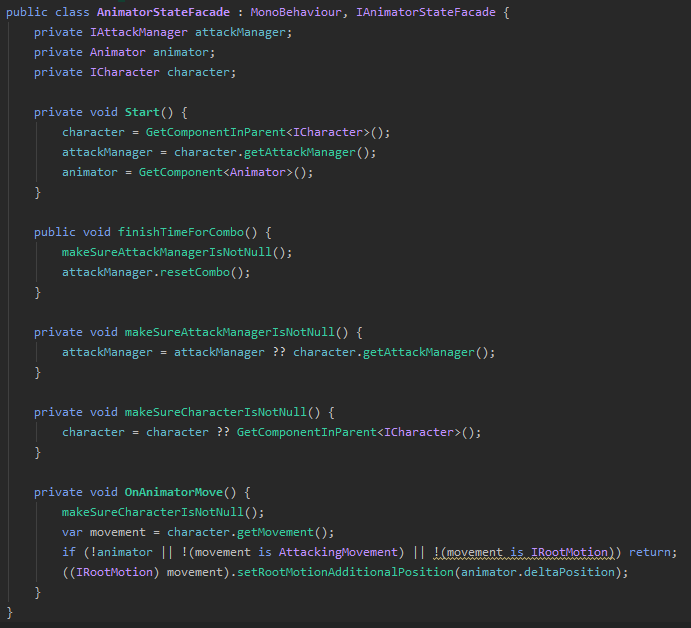 public class AnimatorStateFacade : MonoBehaviour, IAnimatorStateFacade {
    private IAttackManager attackManager;
    private Animator animator;
    private ICharacter character;

    private void Start() {
        character = GetComponentInParent<ICharacter>();
        attackManager = character.getAttackManager();
        animator = GetComponent<Animator>();
    }

    public void finishTimeForCombo() {
        makeSureAttackManagerIsNotNull();
        attackManager.resetCombo();
    }

    private void makeSureAttackManagerIsNotNull() {
        attackManager = attackManager ?? character.getAttackManager();
    }

    private void makeSureCharacterIsNotNull() {
        character = character ?? GetComponentInParent<ICharacter>();
    }

    private void OnAnimatorMove() {
        makeSureCharacterIsNotNull();
        var movement = character.getMovement();
        if (!animator || !(movement is AttackingMovement) || !(movement is IRootMotion)) return;
        ((IRootMotion) movement).setRootMotionAdditionalPosition(animator.deltaPosition);
    }
}